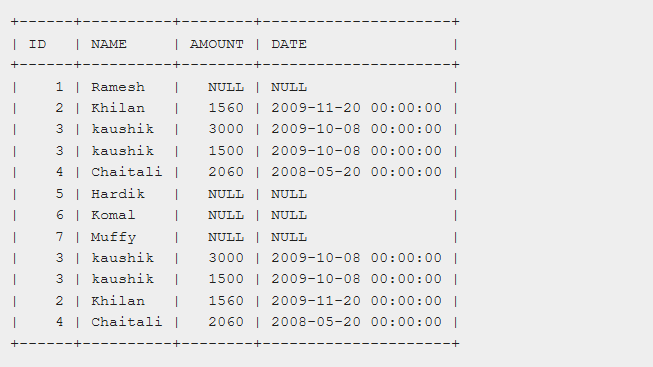 +------+----------+--------+---------------------+
| ID   | NAME     | AMOUNT | DATE                |
+------+----------+--------+---------------------+
|    1 | Ramesh   |   NULL | NULL                |
|    2 | Khilan   |   1560 | 2009-11-20 00:00:00 |
|    3 | kaushik  |   3000 | 2009-10-08 00:00:00 |
|    3 | kaushik  |   1500 | 2009-10-08 00:00:00 |
|    4 | Chaitali |   2060 | 2008-05-20 00:00:00 |
|    5 | Hardik   |   NULL | NULL                |
|    6 | Komal    |   NULL | NULL                |
|    7 | Muffy    |   NULL | NULL                |
|    3 | kaushik  |   3000 | 2009-10-08 00:00:00 |
|    3 | kaushik  |   1500 | 2009-10-08 00:00:00 |
|    2 | Khilan   |   1560 | 2009-11-20 00:00:00 |
|    4 | Chaitali |   2060 | 2008-05-20 00:00:00 |
+------+----------+--------+---------------------+